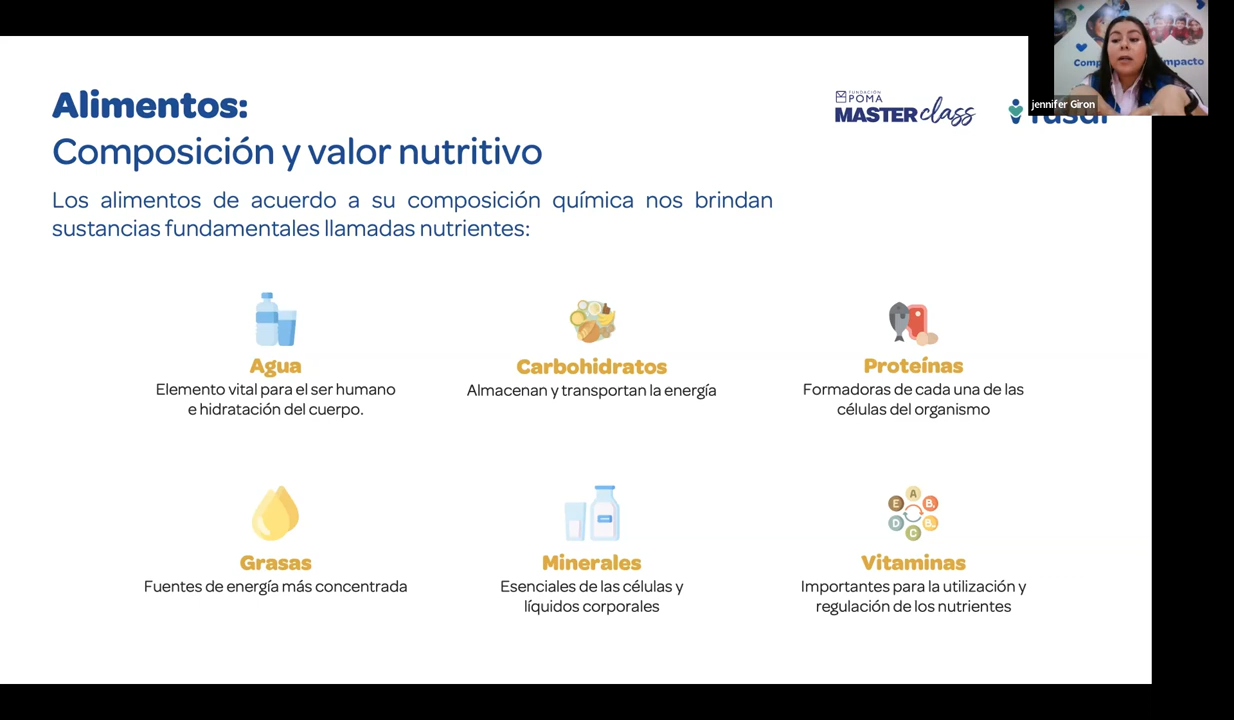 Alimentos:
Composición y valor nutritivo
Los alimentos de acuerdo a su composición química nos brindan
sustancias fundamentales llamadas nutrientes:
FUNDACIÓN
POMA
MASTER class
jennifer Giron
Agua
Elemento vital para el ser humano
e hidratación del cuerpo.
Carbohidratos
Almacenan y transportan la energía
Proteínas
Formadoras de cada una de las
células del organismo
Grasas
Fuentes de energía más concentrada
Minerales
Esenciales de las células y
líquidos corporales
E A B
D C B
Vitaminas
Importantes para la utilización y
regulación de los nutrientes